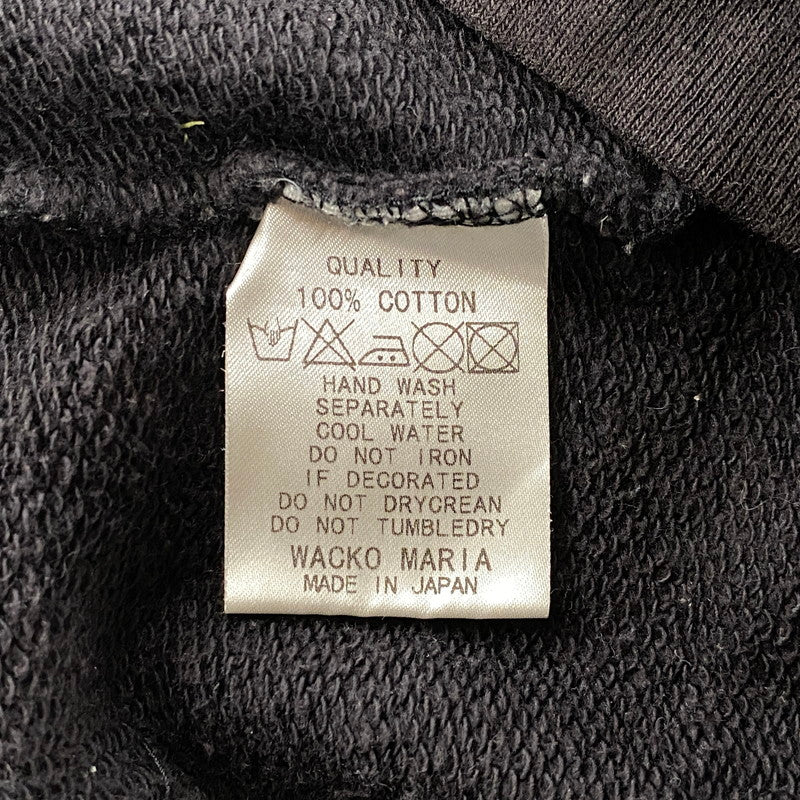 QUALITY
100% COTTON
HAND WASH
SEPARATELY
COOL WATER
DO NOT IRON
IF DECORATED
DO NOT DRYCREAN
DO NOT TUMBLEDRY
WACKO MARIA
MADE IN JAPAN